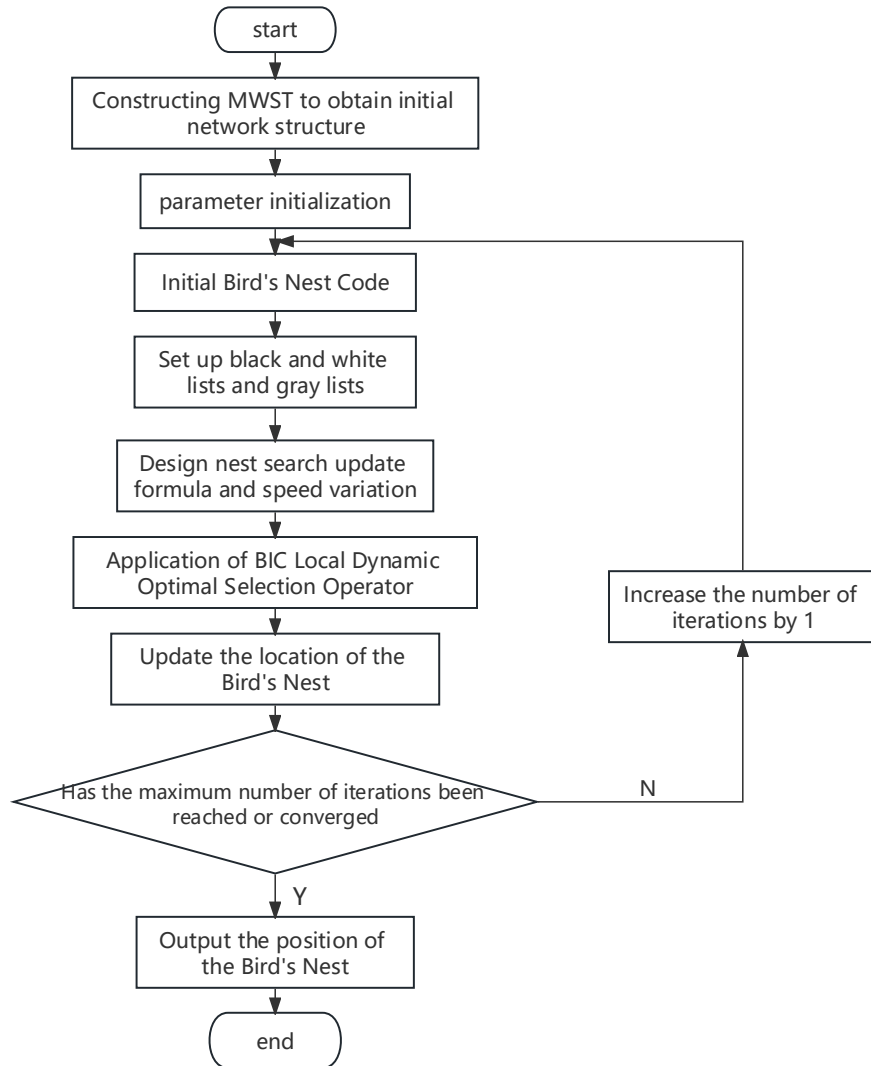 start
Constructing MWST to obtain initial
network structure
parameter initialization
Initial Bird's Nest Code
Set up black and white
lists and gray lists
Design nest search update
formula and speed variation
Application of BIC Local Dynamic
Optimal Selection Operator
Increase the number of
iterations by 1
Update the location of the
Bird's Nest
Has the maximum number of iterations been
reached or converged
N
Y
Output the position of
the Bird's Nest
end